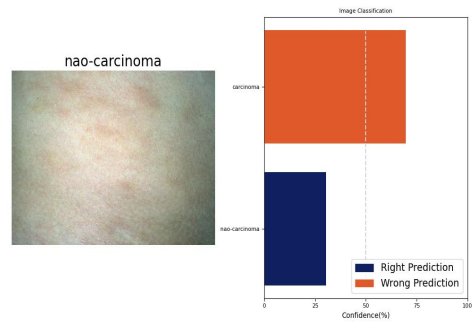 Image Classification
nao-carcinoma
carcinoma
nao-carcinoma
Right Prediction
Wrong Prediction
0 25 50 75 100
Confidence(%)